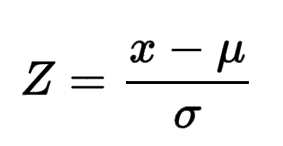 Z = (x − μ) / σ